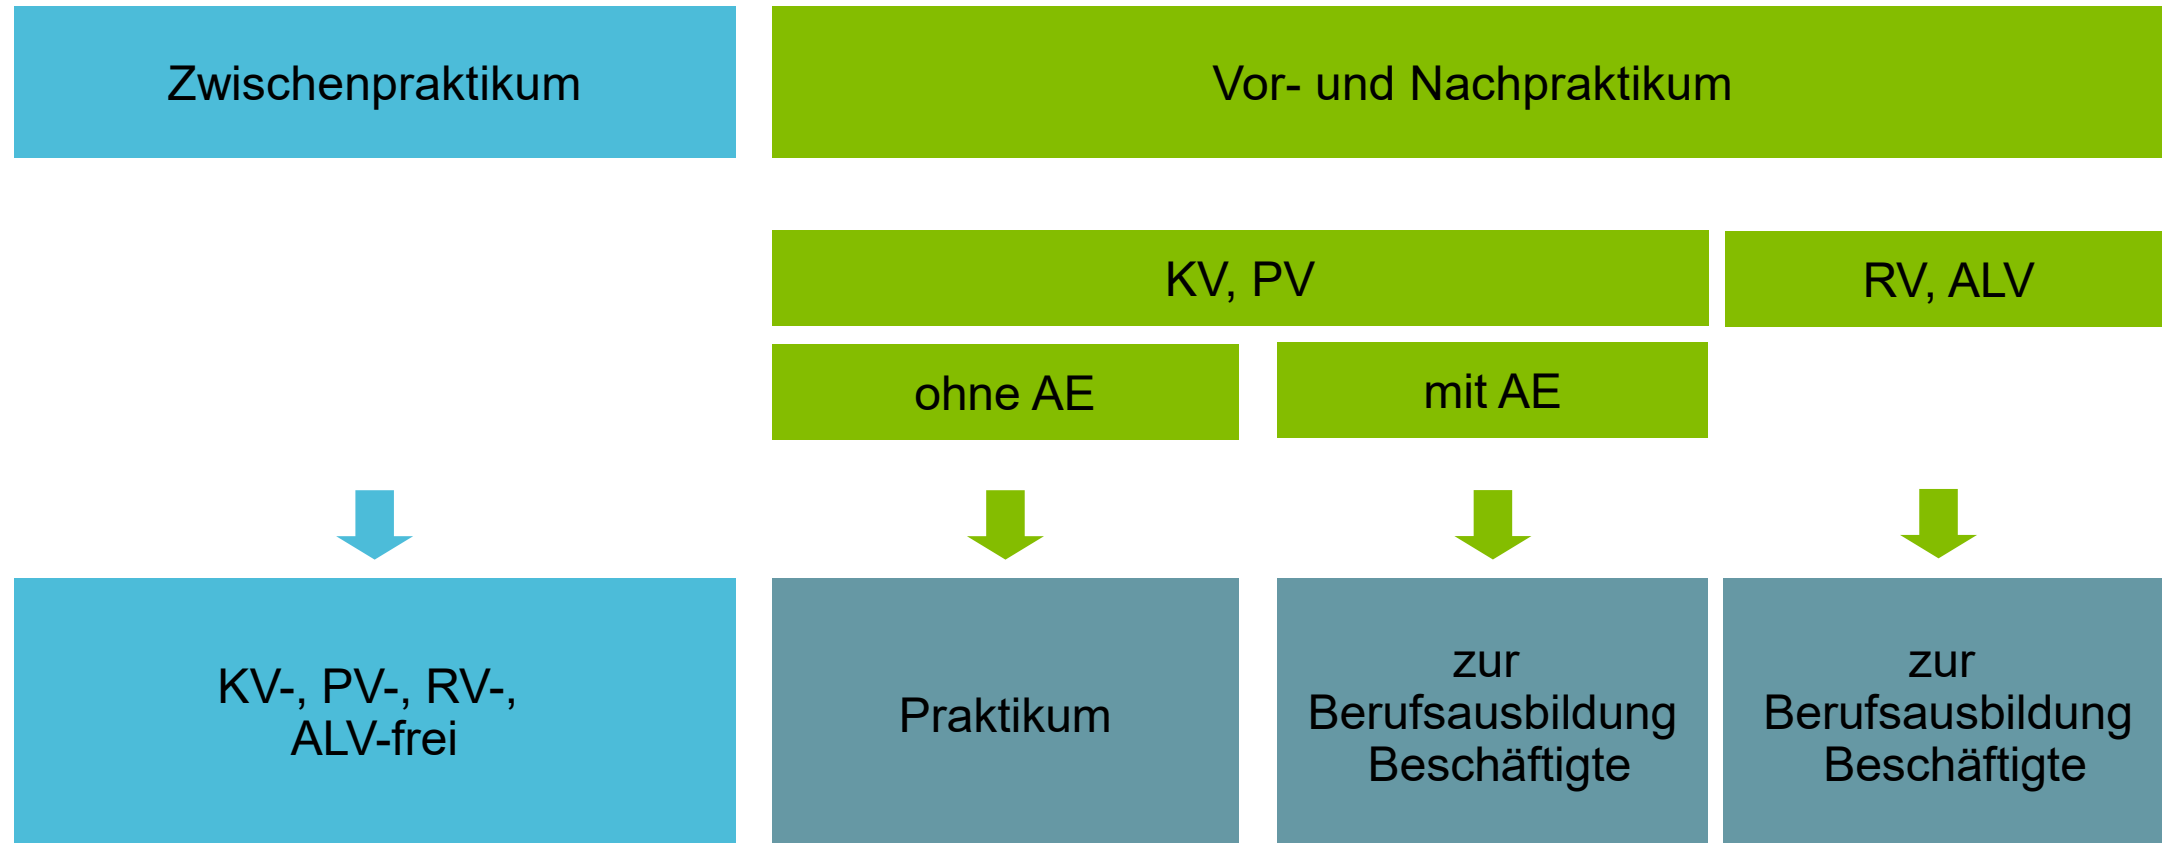 Zwischenpraktikum
Vor- und Nachpraktikum
KV, PV
RV, ALV
ohne AE
mit AE
KV-, PV-, RV-,
ALV-frei
Praktikum
zur
Berufsausbildung
Beschäftigte
zur
Berufsausbildung
Beschäftigte